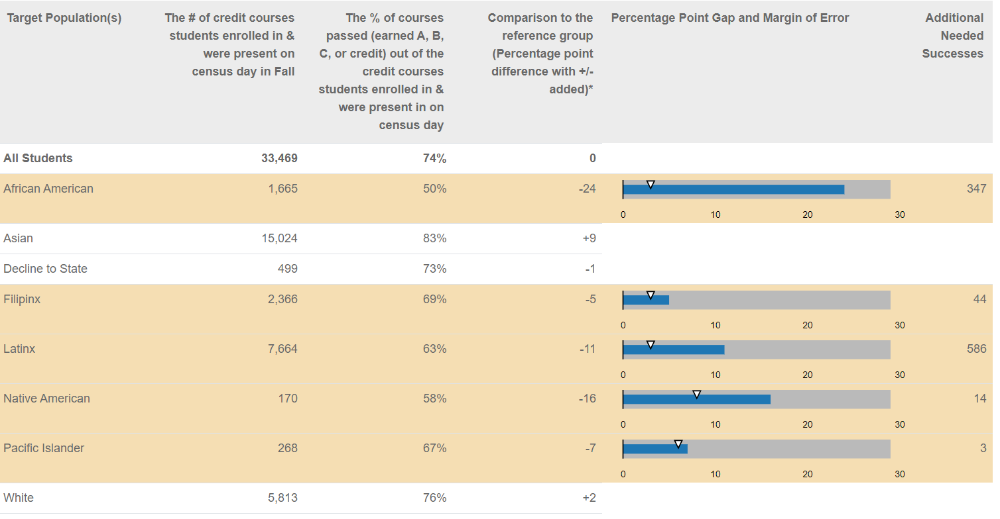 Target Population(s)
The # of credit courses
students enrolled in &
were present on
census day in Fall
The % of courses
passed (earned A, B,
C, or credit) out of the
credit courses
students enrolled in &
were present in on
census day
Comparison to the
reference group
(Percentage point
difference with +/-
added)*
Percentage Point Gap and Margin of Error
Additional
Needed
Successes
All Students 33,469 74% 0
African American 1,665 50% -24 347
0 10 20 30
Asian 15,024 83% +9
Decline to State 499 73% -1
Filipinx 2,366 69% -5 44
0 10 20 30
Latinx 7,664 63% -11 586
0 10 20 30
Native American 170 58% -16 14
0 10 20 30
Pacific Islander 268 67% -7 3
0 10 20 30
White 5,813 76% +2